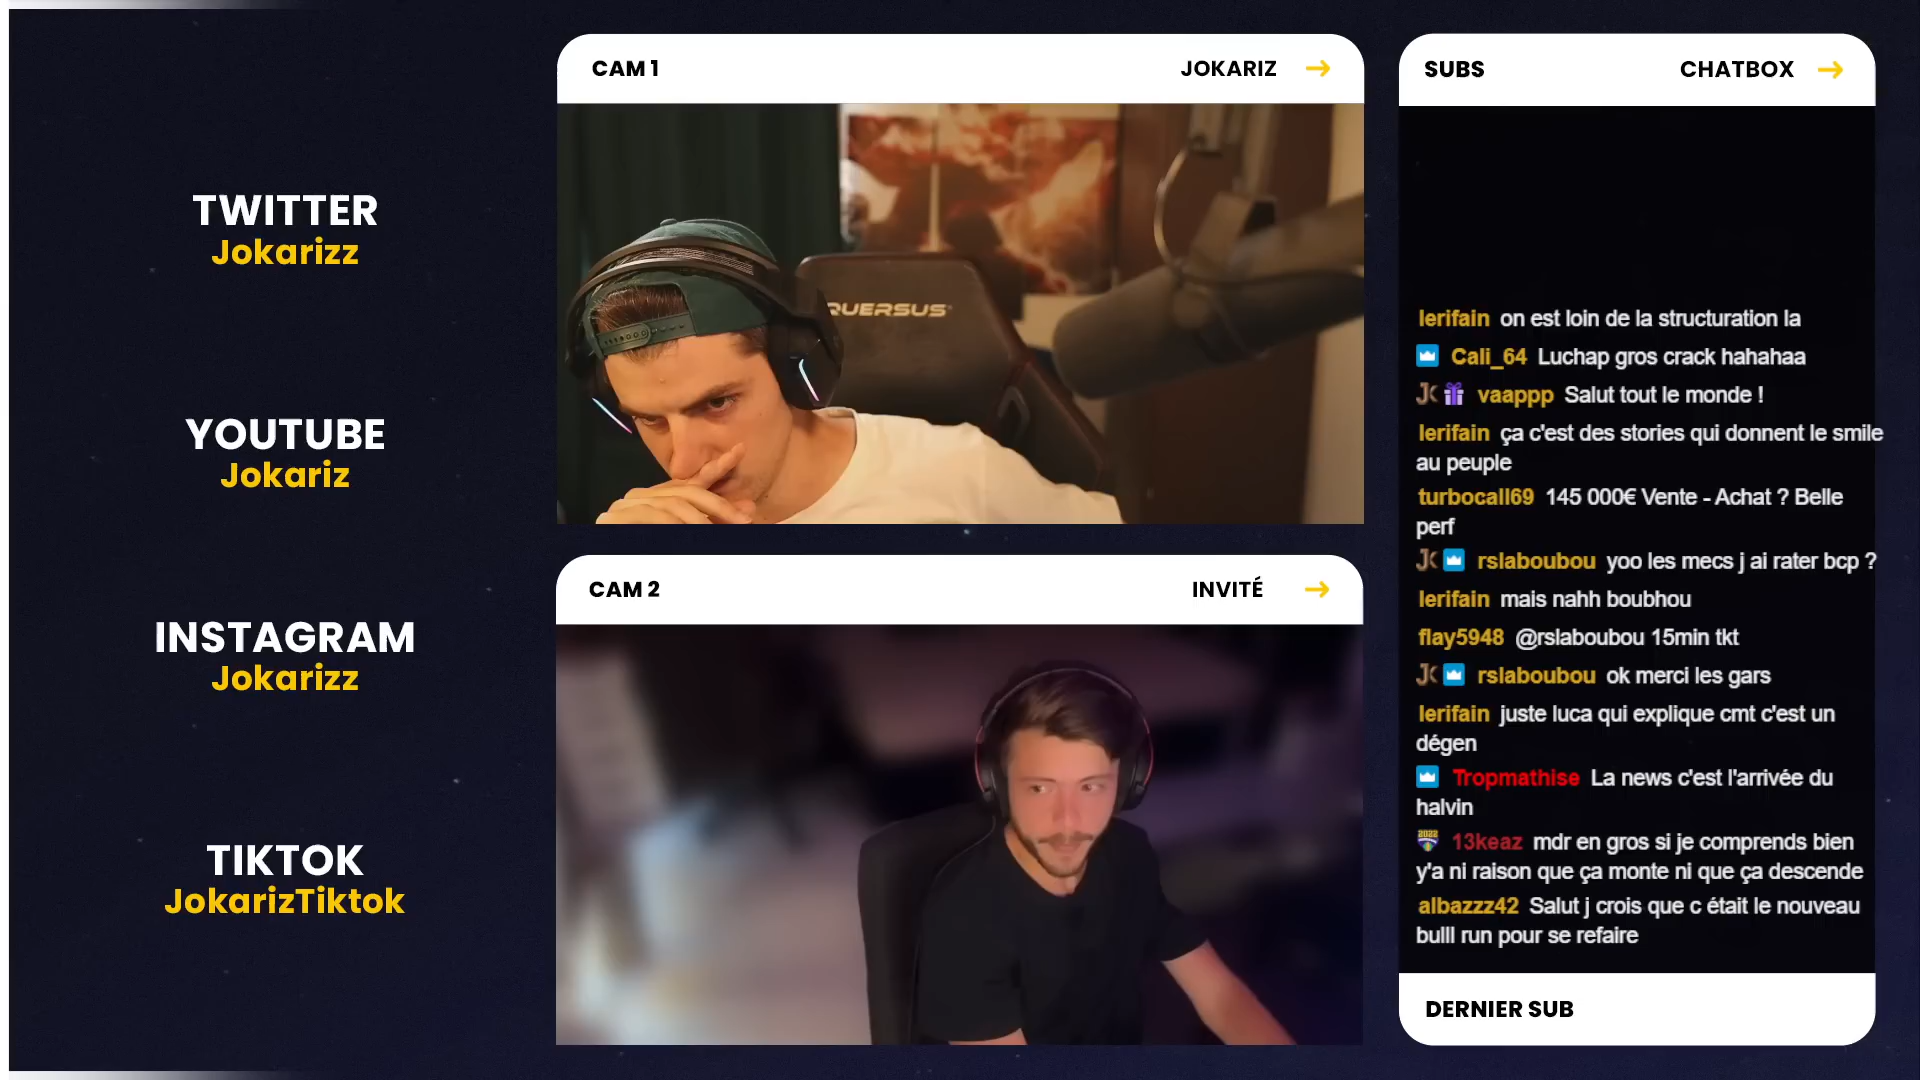 TWITTER
Jokarizz
YOUTUBE
Jokariz
INSTAGRAM
Jokarizz
TIKTOK
JokarizTiktok
CAM 1 JOKARIZ
QUERSUS
CAM 2 INVITÉ
SUBS CHATBOX
lerifain on est loin de la structuration la
Cali_64 Luchap gros crack hahahaa
JK vaappp Salut tout le monde !
lerifain ça c'est des stories qui donnent le smile
au peuple
turbocall69 145 000€ Vente - Achat ? Belle
perf
JK rslaboubou yoo les mecs j ai rater bcp ?
lerifain mais nahh boubhou
flay5948 @rslaboubou 15min tkt
JK rslaboubou ok merci les gars
lerifain juste luca qui explique cmt c'est un
dégen
Tropmathise La news c'est l'arrivée du
halvin
2022 13keaz mdr en gros si je comprends bien
y'a ni raison que ça monte ni que ça descende
albazzz42 Salut j crois que c était le nouveau
bulll run pour se refaire
DERNIER SUB